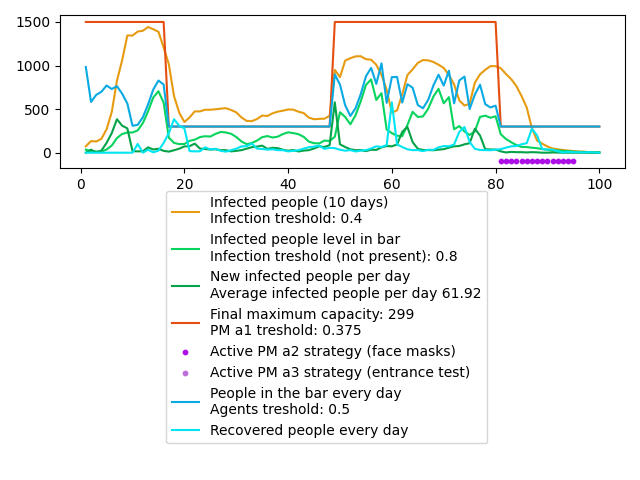 1500
1000
500
0
0 20 40 60 80 100
Infected people (10 days)
Infection treshold: 0.4
Infected people level in bar
Infection treshold (not present): 0.8
New infected people per day
Average infected people per day 61.92
Final maximum capacity: 299
PM a1 treshold: 0.375
Active PM a2 strategy (face masks)
Active PM a3 strategy (entrance test)
People in the bar every day
Agents treshold: 0.5
Recovered people every day